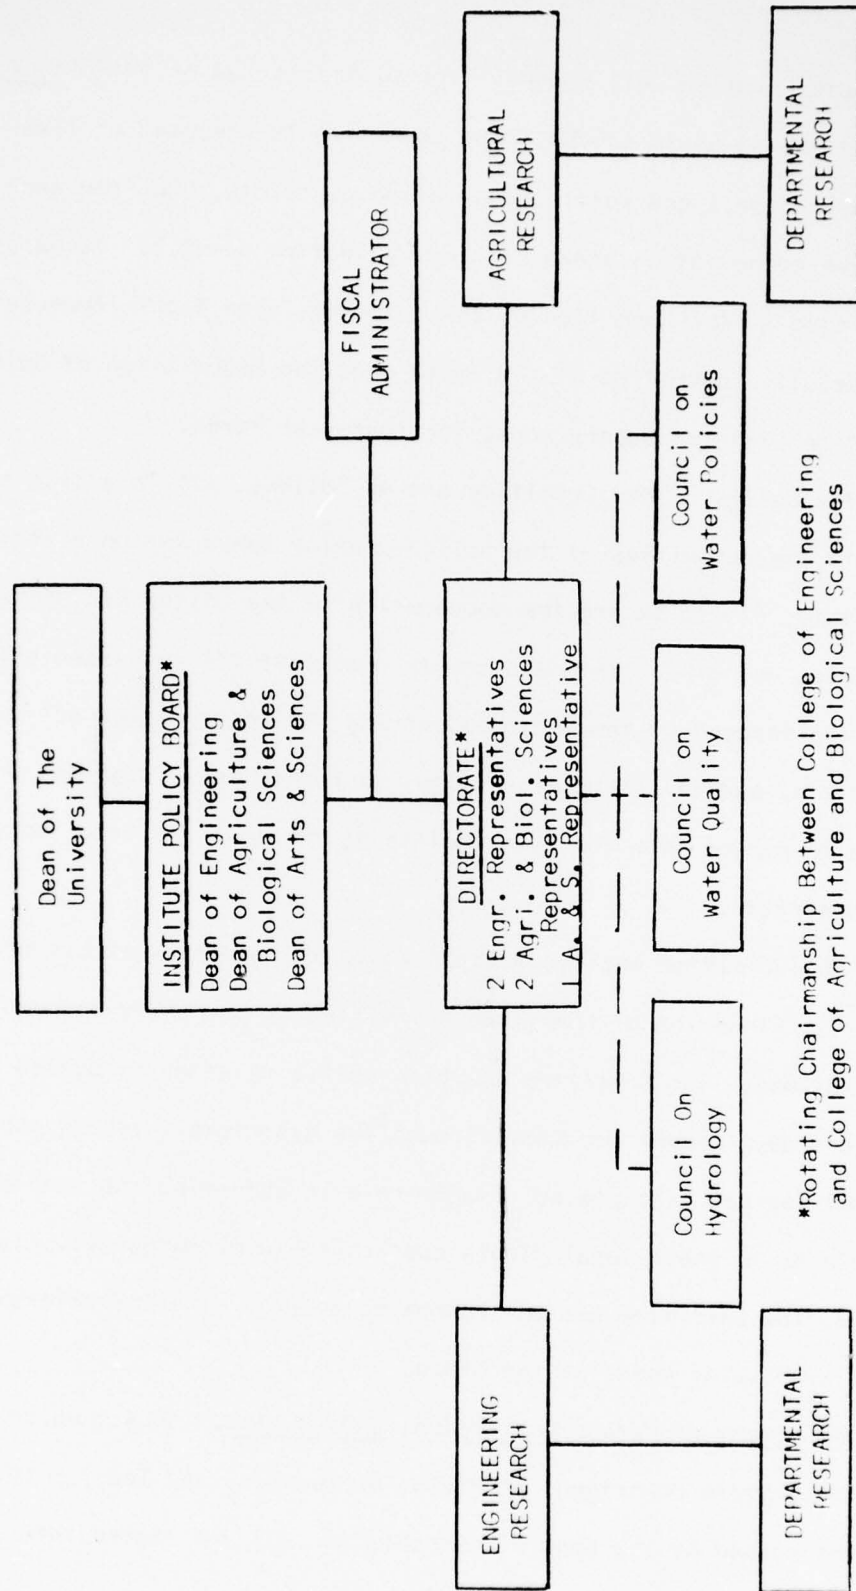 Dean of The
University
INSTITUTE POLICY BOARD*
Dean of Engineering
Dean of Agriculture &
Biological Sciences
Dean of Arts & Sciences
FISCAL
ADMINISTRATOR
DIRECTORATE*
2 Engr. Representatives
2 Agri. & Biol. Sciences
Representatives
1 A. & S. Representative
ENGINEERING
RESEARCH
AGRICULTURAL
RESEARCH
Council On
Hydrology
Council on
Water Quality
Council on
Water Policies
DEPARTMENTAL
RESEARCH
DEPARTMENTAL
RESEARCH
*Rotating Chairmanship Between College of Engineering
and College of Agriculture and Biological Sciences